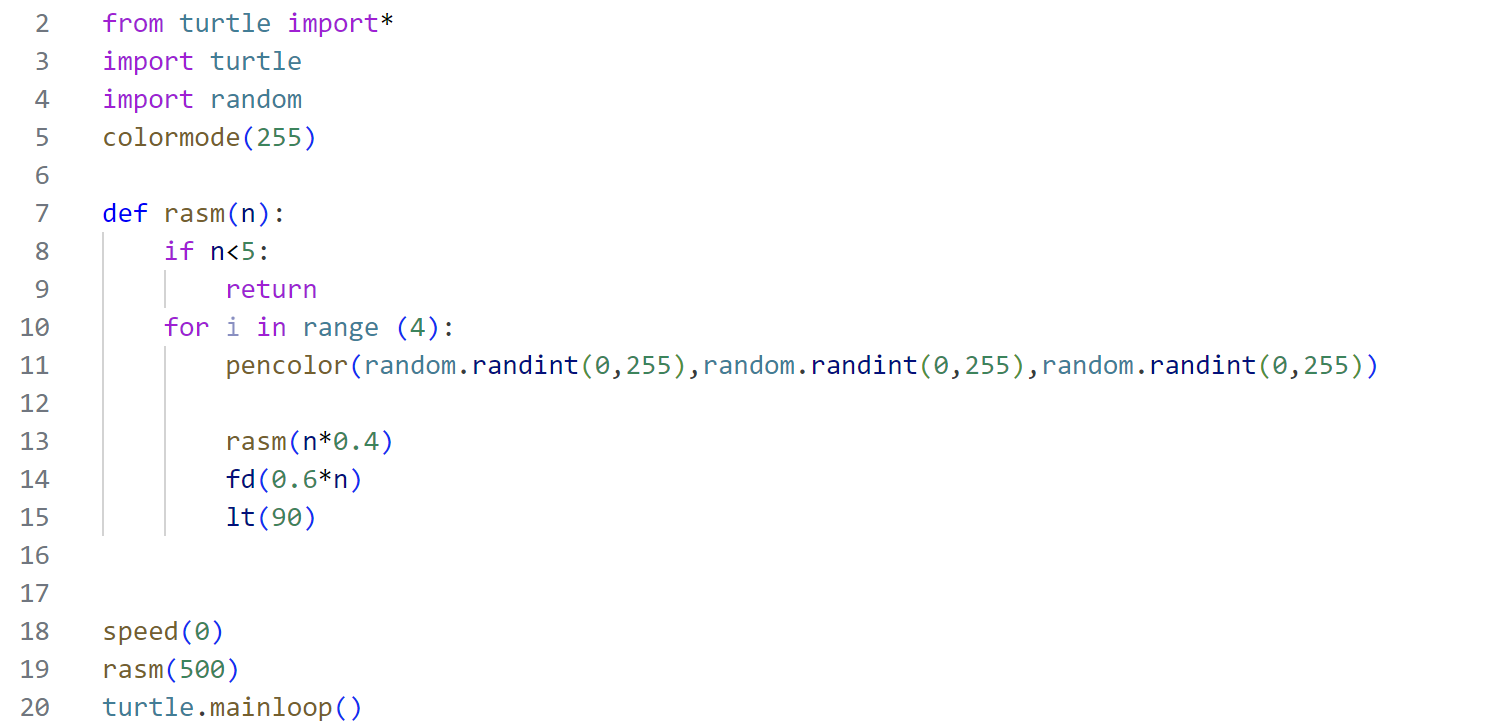 2 from turtle import*
3 import turtle
4 import random
5 colormode(255)
6
7 def rasm(n):
8     if n<5:
9         return
10     for i in range (4):
11         pencolor(random.randint(0,255),random.randint(0,255),random.randint(0,255))
12
13         rasm(n*0.4)
14         fd(0.6*n)
15         lt(90)
16
17
18 speed(0)
19 rasm(500)
20 turtle.mainloop()